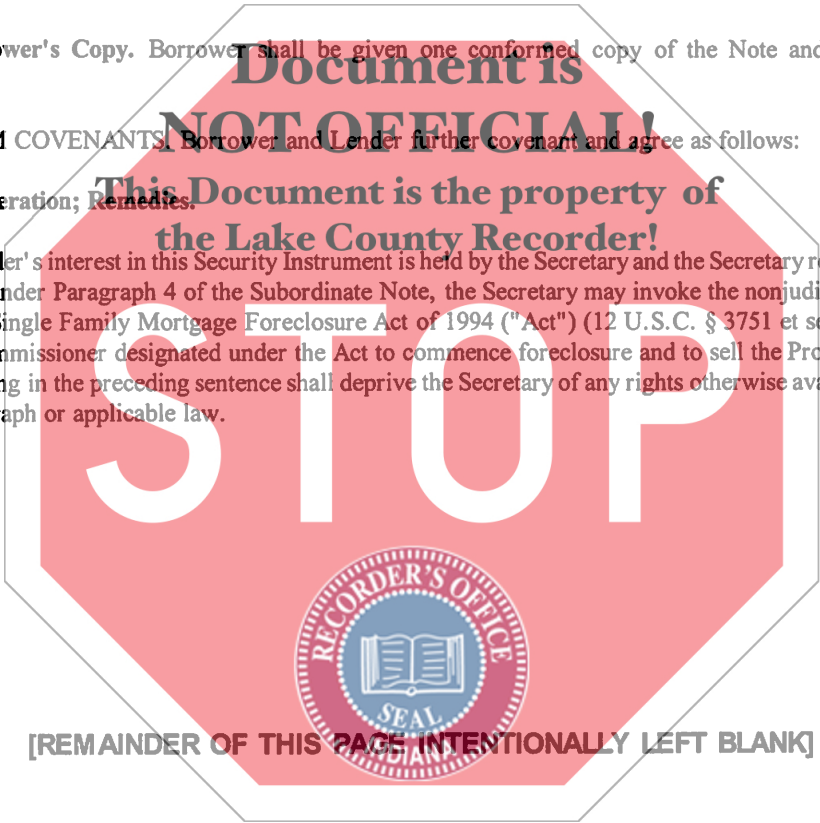 wer's Copy. Borrower shall be given one conformed copy of the Note and
Document is
NOT OFFICIAL!
COVENANTS. Borrower and Lender further covenant and agree as follows:
eration; Remedies.
This Document is the property of
the Lake County Recorder!
er's interest in this Security Instrument is held by the Secretary and the Secretary r
nder Paragraph 4 of the Subordinate Note, the Secretary may invoke the nonjudi
ingle Family Mortgage Foreclosure Act of 1994 ("Act") (12 U.S.C. § 3751 et s
mmissioner designated under the Act to commence foreclosure and to sell the Pro
ng in the preceding sentence shall deprive the Secretary of any rights otherwise ava
aph or applicable law.
STOP
RECORDER'S OFFICE
SEAL
INDIANA
[REMAINDER OF THIS PAGE INTENTIONALLY LEFT BLANK]